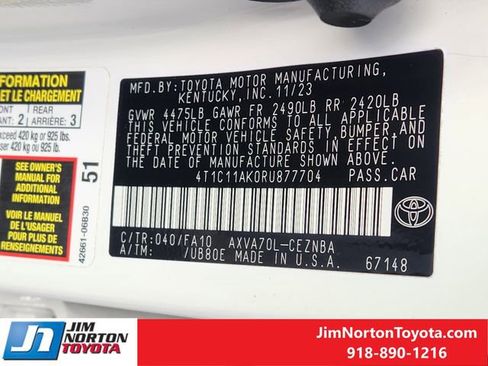 ET LE CHARGEMENT
FRONT
AVANT 2
REAR
ARRIÈRE 3
exceed 420 kg or 925 lbs.
420 kg ou 925 lb.
SEE OWNER'S
MANUAL FOR
ADDITIONAL
INFORMATION
VOIR LE MANUEL
DE L'USAGER
POUR PLUS DE
RENSEIGNEMENTS
42661-06B30
51
MFD. BY: TOYOTA MOTOR MANUFACTURING,
KENTUCKY, INC. 11/23
GVWR 4475LB GAWR FR 2490LB RR 2420LB
THIS VEHICLE CONFORMS TO ALL APPLICABLE
FEDERAL MOTOR VEHICLE SAFETY, BUMPER, AND
THEFT PREVENTION STANDARDS IN EFFECT ON THE
DATE OF MANUFACTURE SHOWN ABOVE.
4T1C11AK0RU877704 PASS.CAR
C/TR:040/FA10 AXVA70L-CEZNBA
A/TM: /UB80E MADE IN U.S.A.
67148
TOYOTA
JIM
NORTON
TOYOTA
JimNortonToyota.com
918-890-1216